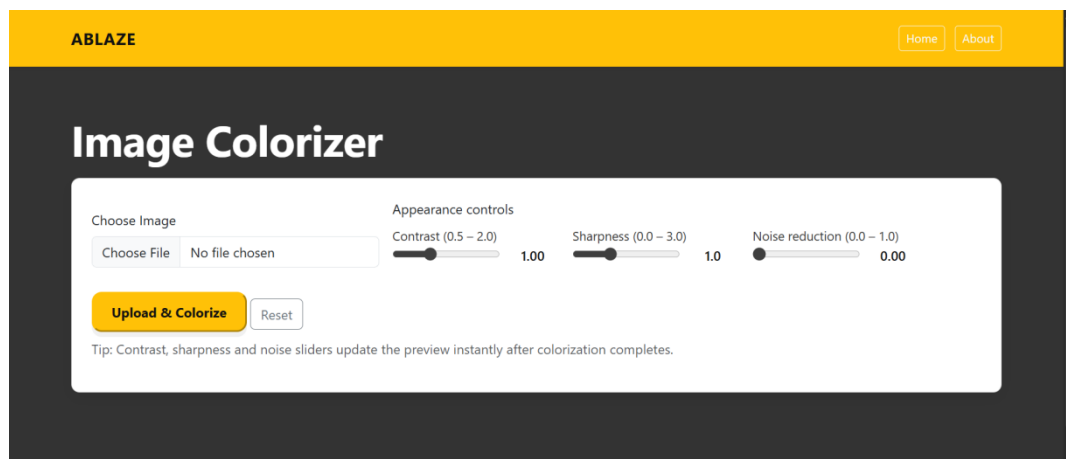 ABLAZE
Home About
Image Colorizer
Choose Image
Choose File No file chosen
Appearance controls
Contrast (0.5 – 2.0) Sharpness (0.0 – 3.0) Noise reduction (0.0 – 1.0)
1.00 1.0 0.00
Upload & Colorize Reset
Tip: Contrast, sharpness and noise sliders update the preview instantly after colorization completes.